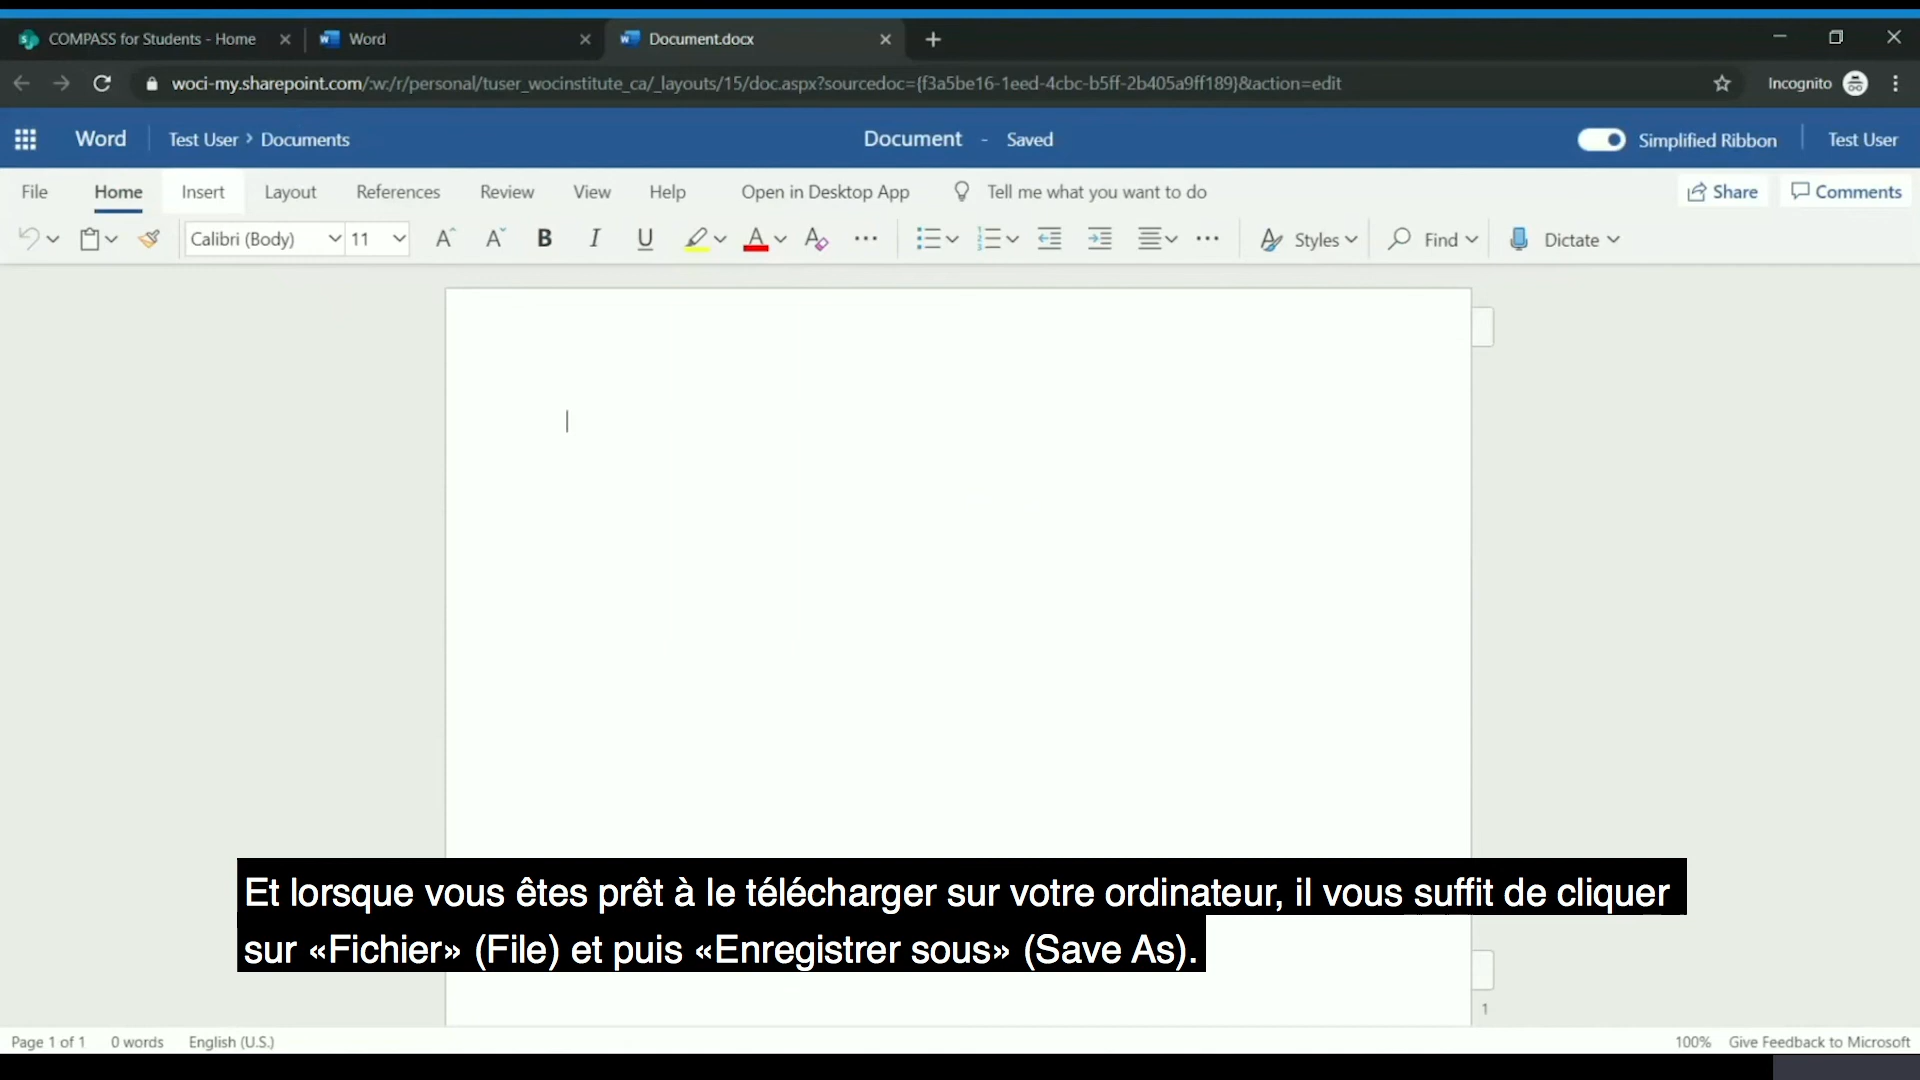 COMPASS for Students - Home
Word
Document.docx
woci-my.sharepoint.com/:w:/r/personal/tuser_wocinstitute_ca/_layouts/15/doc.aspx?sourcedoc={f3a5be16-1eed-4cbc-b5ff-2b405a9ff189}&action=edit
Incognito
Word Test User > Documents
Document - Saved
Simplified Ribbon Test User
File Home Insert Layout References Review View Help Open in Desktop App Tell me what you want to do
Share Comments
Calibri (Body) 11 A A B I U A A Styles Find Dictate
Et lorsque vous êtes prêt à le télécharger sur votre ordinateur, il vous suffit de cliquer
sur «Fichier» (File) et puis «Enregistrer sous» (Save As).
1
Page 1 of 1 0 words English (U.S.)
100% Give Feedback to Microsoft